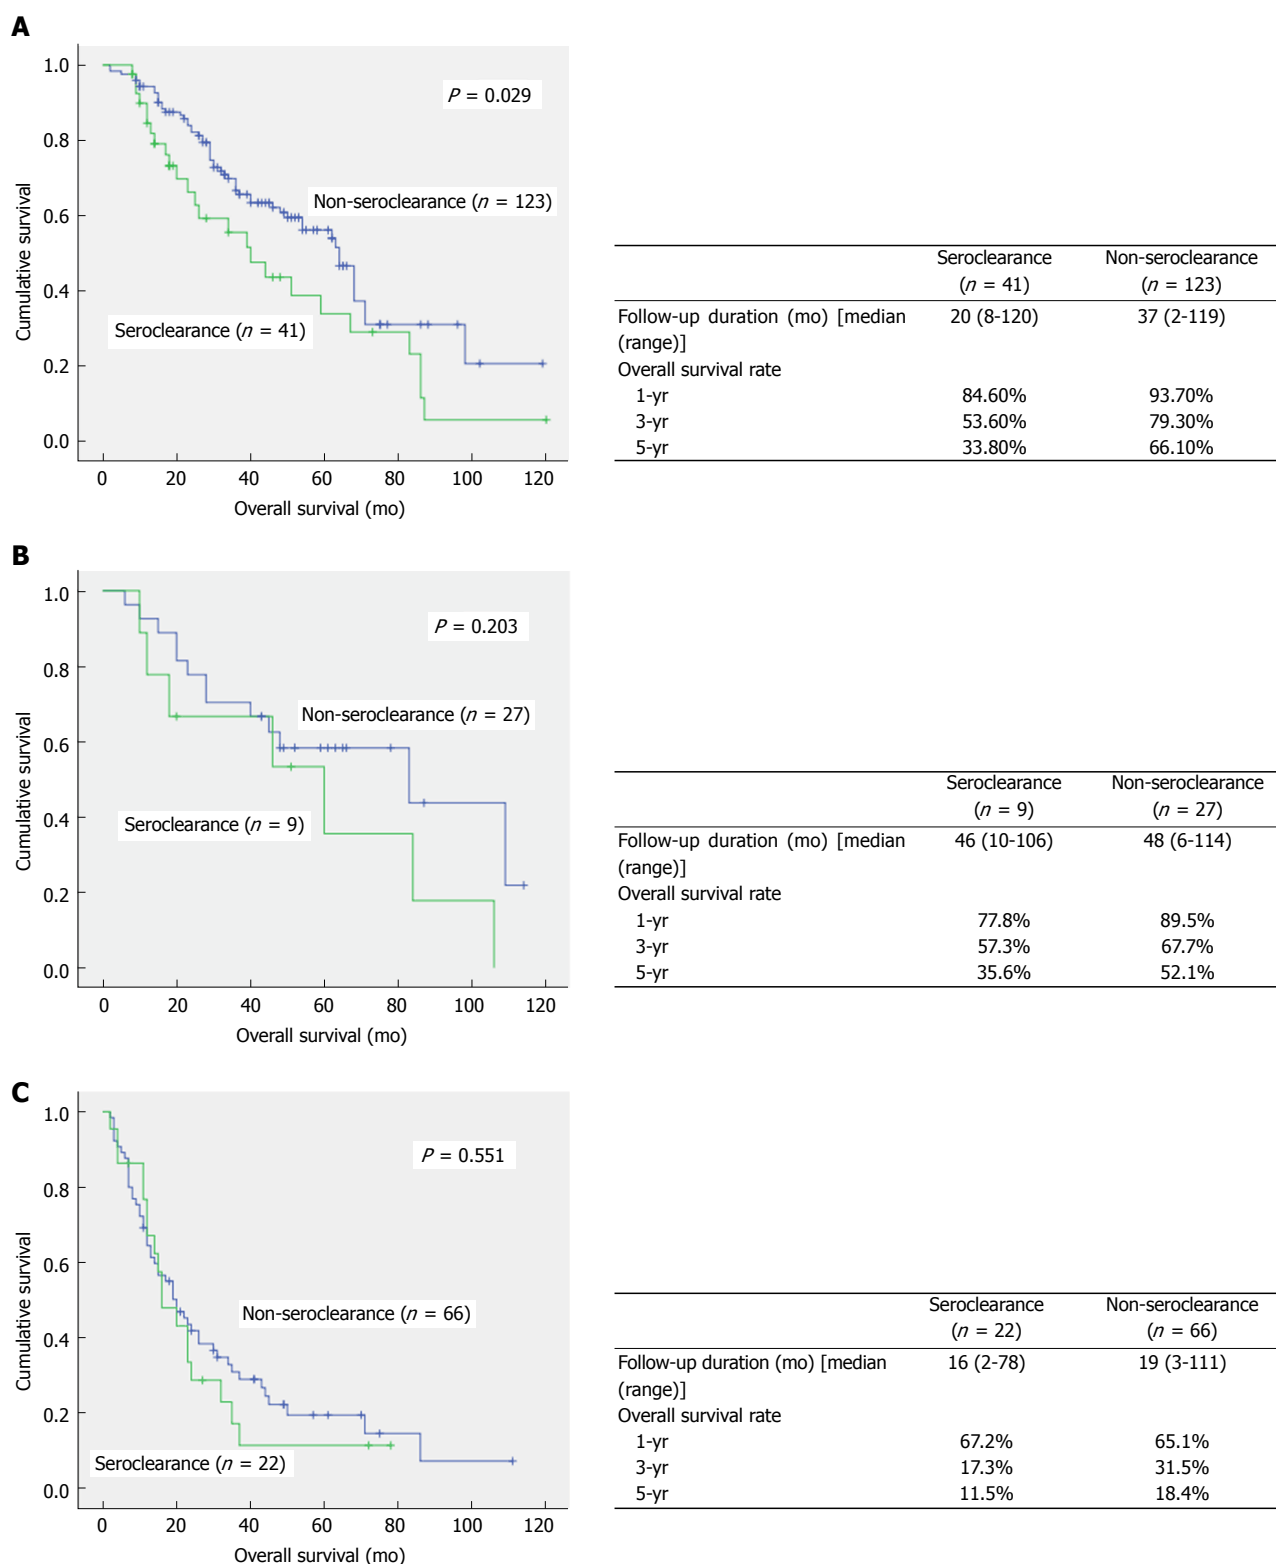 A
1.0
0.8
0.6
0.4
0.2
0.0
Cumulative survival
P = 0.029
Non-seroclearance (n = 123)
Seroclearance (n = 41)
0 20 40 60 80 100 120
Overall survival (mo)
Seroclearance Non-seroclearance
(n = 41) (n = 123)
Follow-up duration (mo) [median 20 (8-120) 37 (2-119)
(range)]
Overall survival rate
1-yr 84.60% 93.70%
3-yr 53.60% 79.30%
5-yr 33.80% 66.10%
B
1.0
0.8
0.6
0.4
0.2
0.0
Cumulative survival
P = 0.203
Non-seroclearance (n = 27)
Seroclearance (n = 9)
0 20 40 60 80 100 120
Overall survival (mo)
Seroclearance Non-seroclearance
(n = 9) (n = 27)
Follow-up duration (mo) [median 46 (10-106) 48 (6-114)
(range)]
Overall survival rate
1-yr 77.8% 89.5%
3-yr 57.3% 67.7%
5-yr 35.6% 52.1%
C
1.0
0.8
0.6
0.4
0.2
0.0
Cumulative survival
P = 0.551
Non-seroclearance (n = 66)
Seroclearance (n = 22)
0 20 40 60 80 100 120
Overall survival (mo)
Seroclearance Non-seroclearance
(n = 22) (n = 66)
Follow-up duration (mo) [median 16 (2-78) 19 (3-111)
(range)]
Overall survival rate
1-yr 67.2% 65.1%
3-yr 17.3% 31.5%
5-yr 11.5% 18.4%